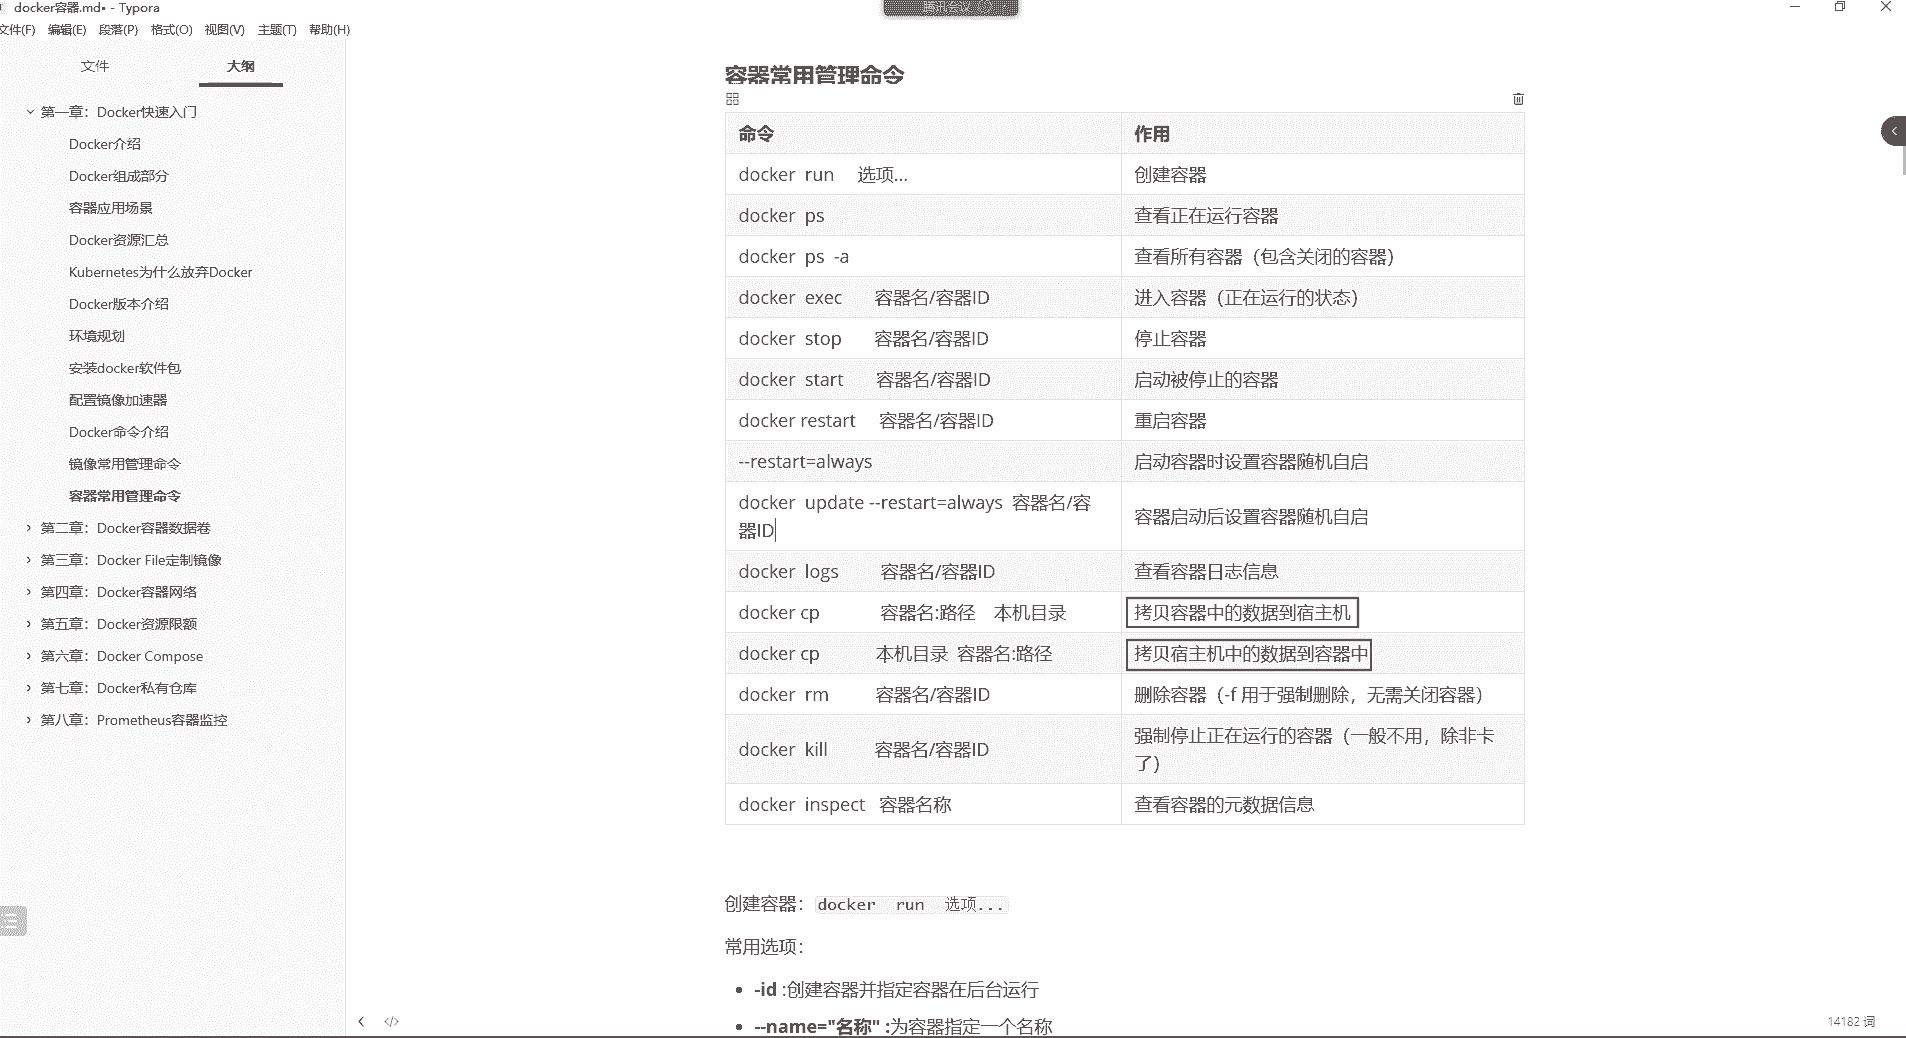 docker容器.md• - Typora
腾讯会议
文件(F) 编辑(E) 段落(P) 格式(O) 视图(V) 主题(T) 帮助(H)
文件 大纲
第一章：Docker快速入门
Docker介绍
Docker组成部分
容器应用场景
Docker资源汇总
Kubernetes为什么放弃Docker
Docker版本介绍
环境规划
安装docker软件包
配置镜像加速器
Docker命令介绍
镜像常用管理命令
容器常用管理命令
第二章：Docker容器数据卷
第三章：Docker File定制镜像
第四章：Docker容器网络
第五章：Docker资源限额
第六章：Docker Compose
第七章：Docker私有仓库
第八章：Prometheus容器监控
容器常用管理命令
命令 作用
docker run 选项... 创建容器
docker ps 查看正在运行容器
docker ps -a 查看所有容器（包含关闭的容器）
docker exec 容器名/容器ID 进入容器（正在运行的状态）
docker stop 容器名/容器ID 停止容器
docker start 容器名/容器ID 启动被停止的容器
docker restart 容器名/容器ID 重启容器
--restart=always 启动容器时设置容器随机自启
docker update --restart=always 容器名/容
器ID 容器启动后设置容器随机自启
docker logs 容器名/容器ID 查看容器日志信息
docker cp 容器名:路径 本机目录 拷贝容器中的数据到宿主机
docker cp 本机目录 容器名:路径 拷贝宿主机中的数据到容器中
docker rm 容器名/容器ID 删除容器（-f 用于强制删除，无需关闭容器）
docker kill 容器名/容器ID 强制停止正在运行的容器（一般不用，除非卡
了）
docker inspect 容器名称 查看容器的元数据信息
创建容器：docker run 选项...
常用选项：
-id :创建容器并指定容器在后台运行
--name="名称" :为容器指定一个名称
14182 词